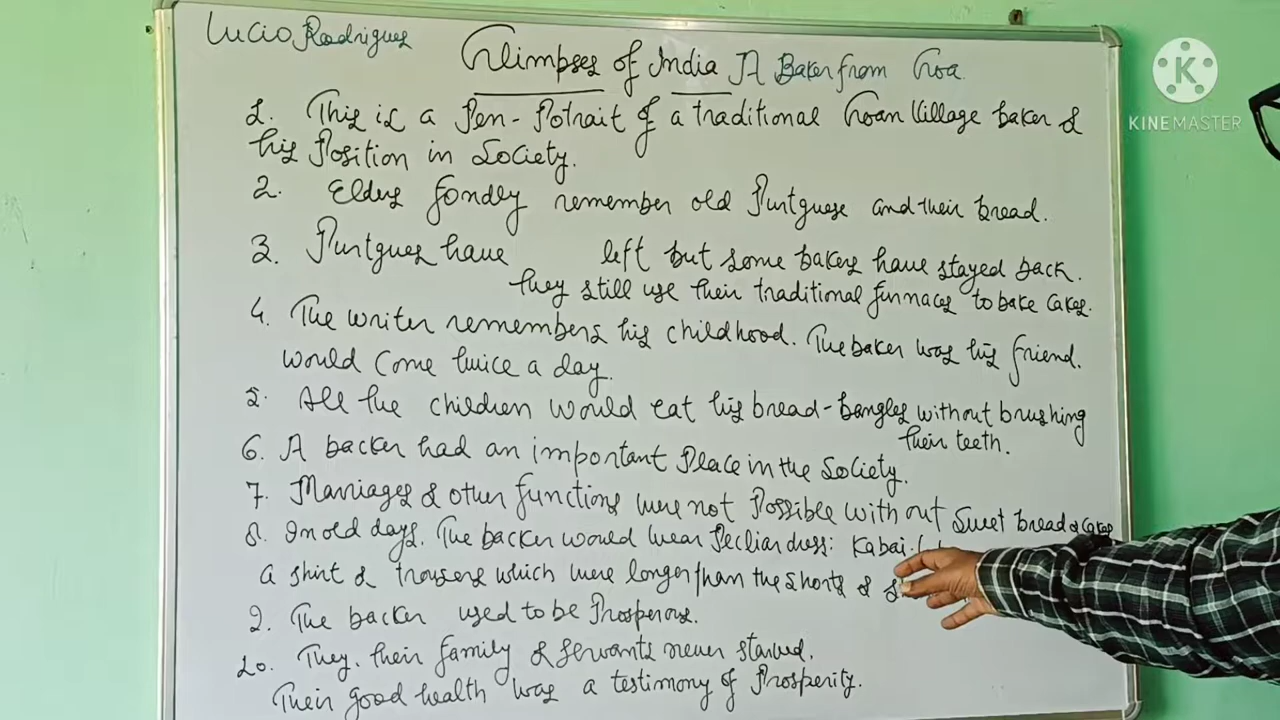 Lucio Rodrigues
Glimpses of India A Baker from Goa
KINEMASTER
1. This is a Pen-Potrait of a traditional Goan Village baker &
his Position in Society.
2. Elders fondly remember old Purtguese and their bread.
3. Purtgues have left but some bakers have stayed back.
they still use their traditional furnaces to bake cakes.
4. The writer remembers his childhood. The baker was his friend.
would come twice a day.
5. All the children would eat his bread-bangles without brushing
their teeth.
6. A backer had an important Place in the Society.
7. Marriages & other functions were not Possible without Sweet bread & cakes
8. In old days. The backer would wear Pecliar dress: Kabai.
a shirt & trousers which were longer than the shorts &
9. The backer used to be Prosperous.
10. They, their family & servants never starved.
Their good health was a testimony of Prosperity.